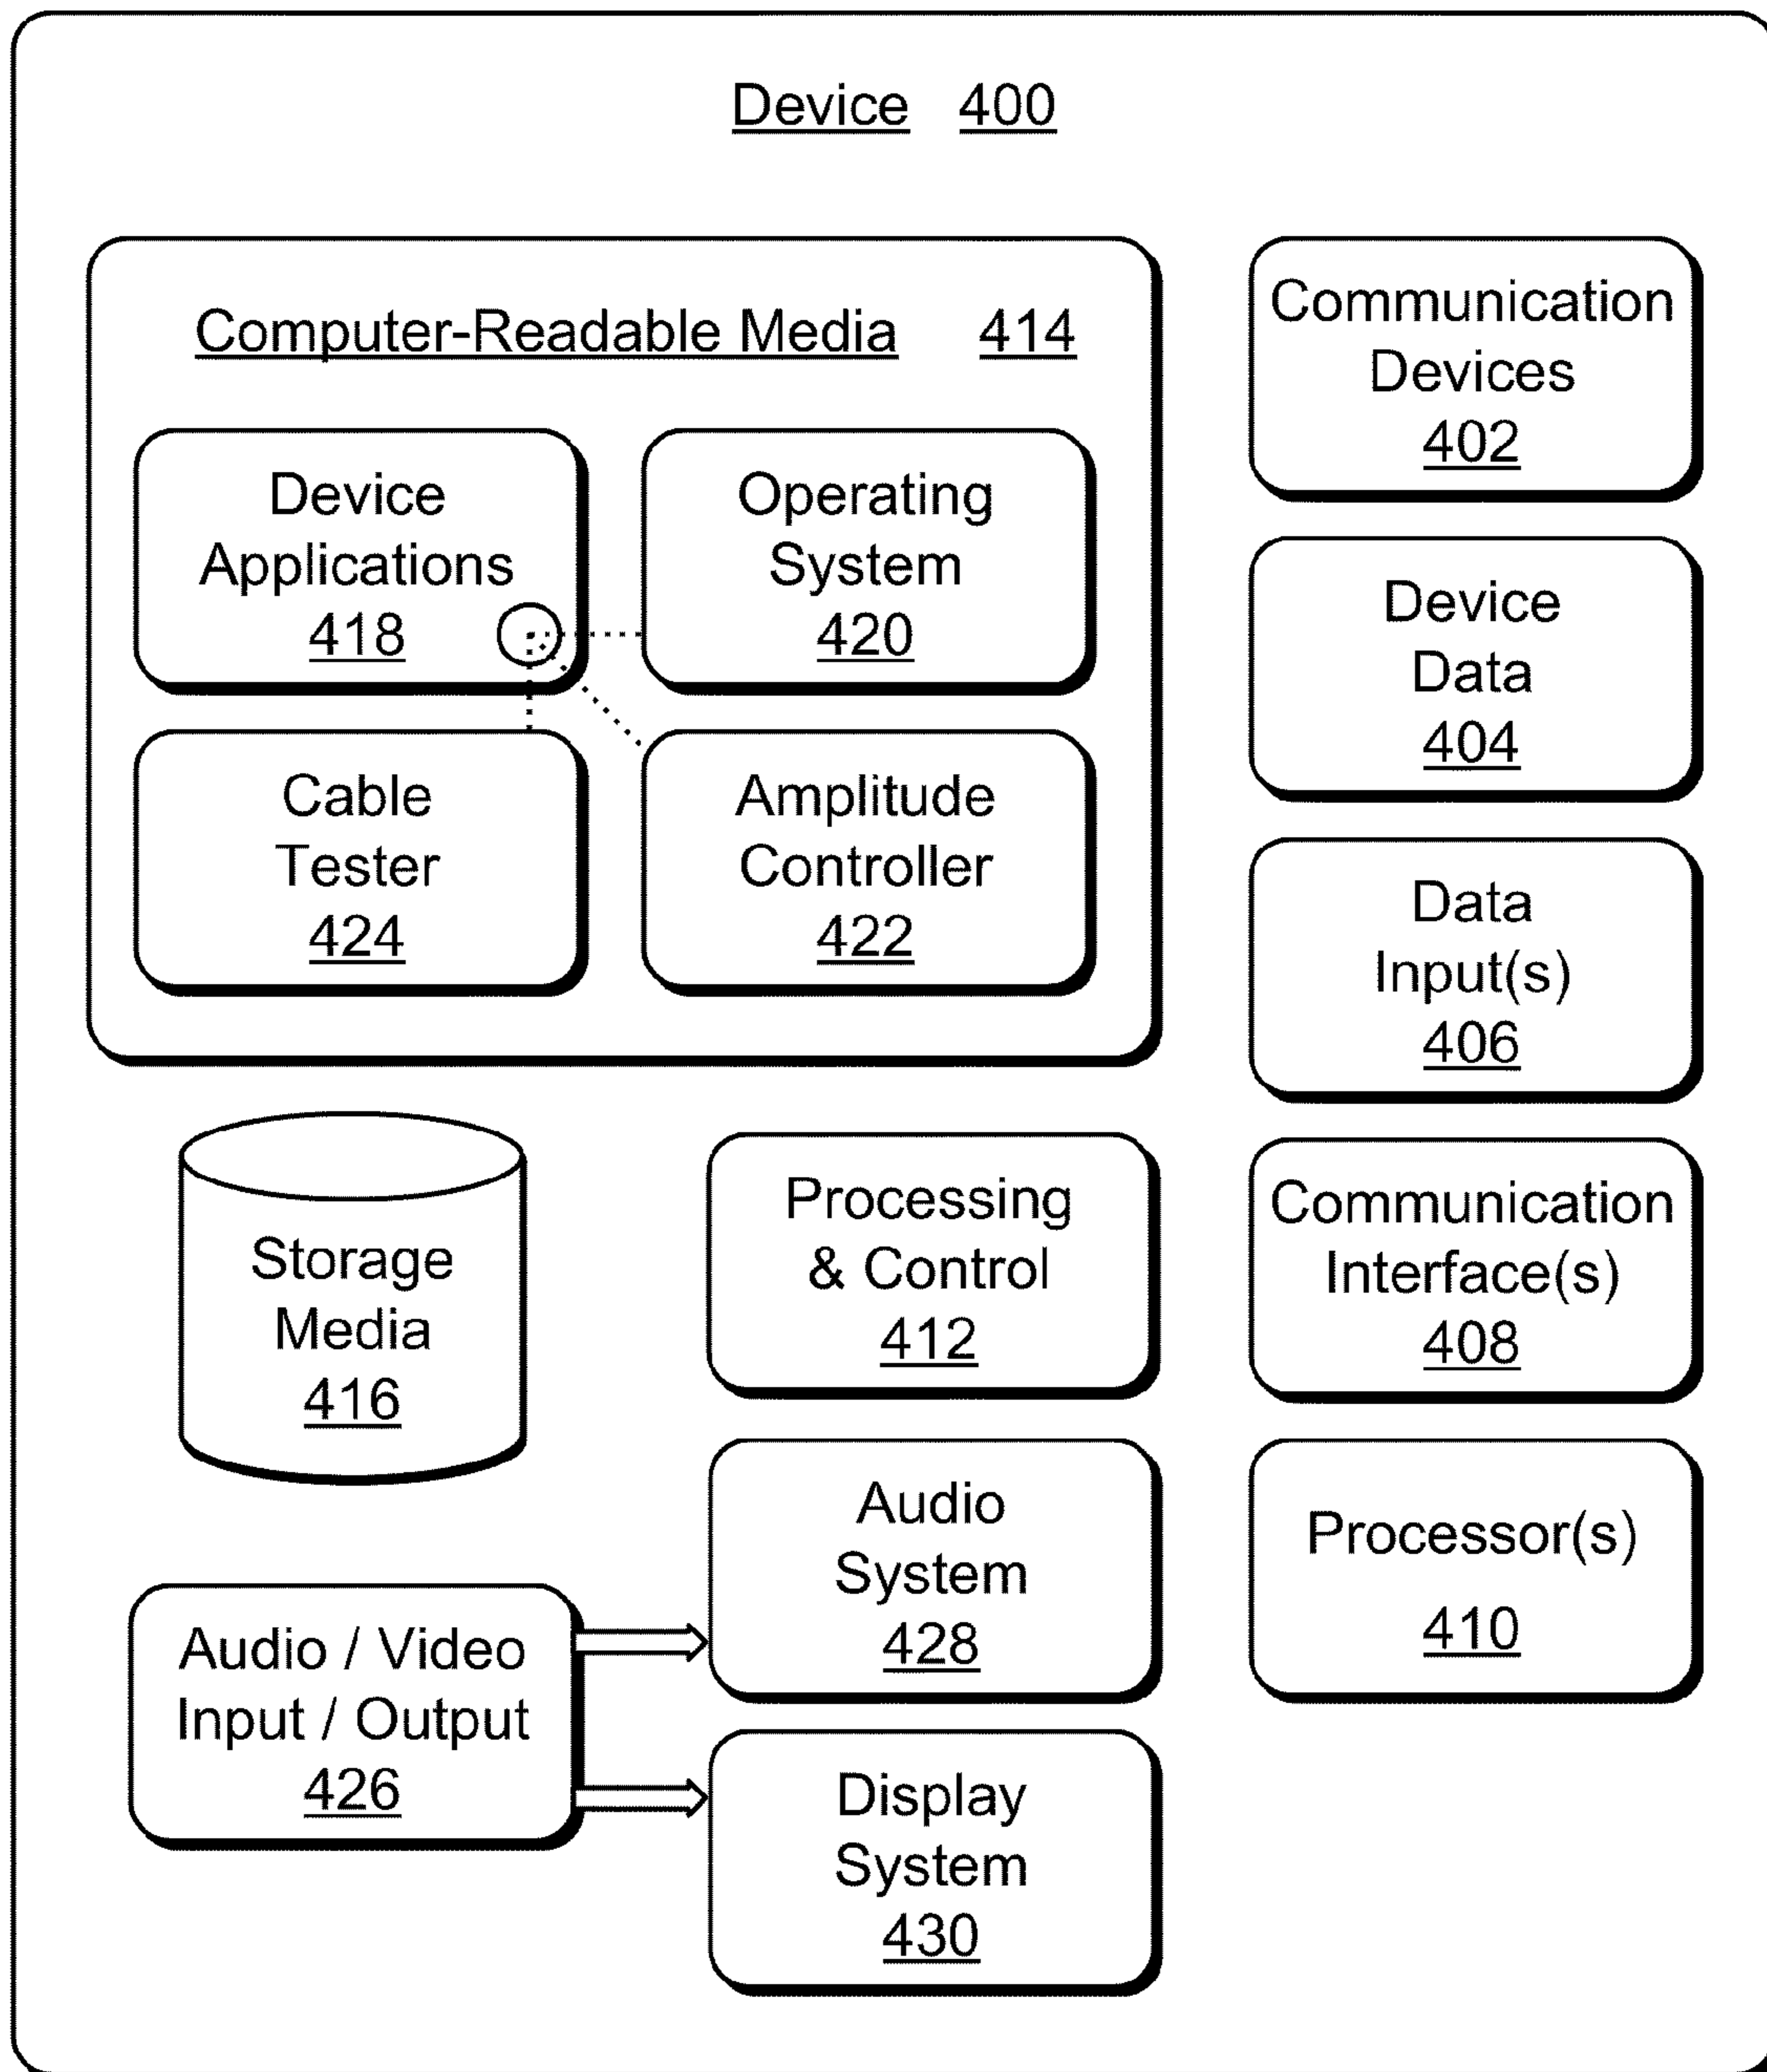 Device 400
Computer-Readable Media 414
Device
Applications
418
Operating
System
420
Cable
Tester
424
Amplitude
Controller
422
Storage
Media
416
Processing
& Control
412
Audio / Video
Input / Output
426
Audio
System
428
Display
System
430
Communication
Devices
402
Device
Data
404
Data
Input(s)
406
Communication
Interface(s)
408
Processor(s)
410